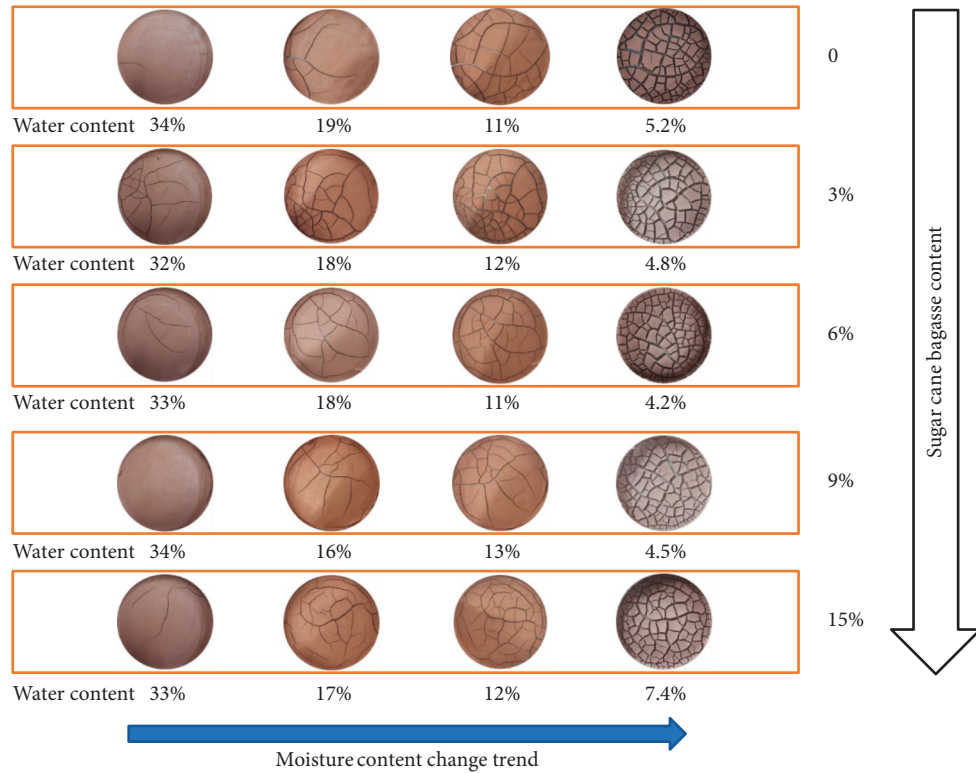 0
Water content 34% 19% 11% 5.2%
3%
Water content 32% 18% 12% 4.8%
6%
Water content 33% 18% 11% 4.2%
9%
Water content 34% 16% 13% 4.5%
15%
Water content 33% 17% 12% 7.4%
Moisture content change trend
Sugar cane bagasse content